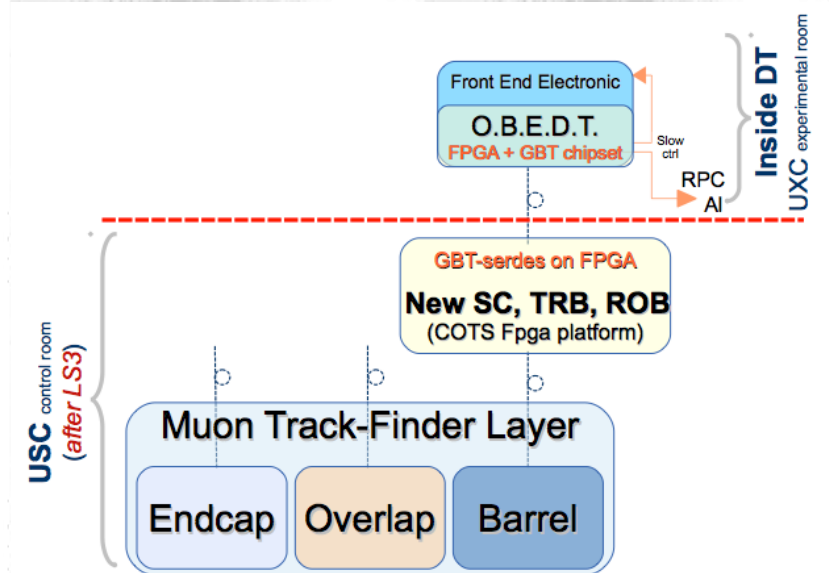 Front End Electronic
O.B.E.D.T.
FPGA + GBT chipset
Slow
ctrl
RPC
Al
Inside DT
UXC experimental room
GBT-serdes on FPGA
New SC, TRB, ROB
(COTS Fpga platform)
USC control room
(after LS3)
Muon Track-Finder Layer
Endcap
Overlap
Barrel